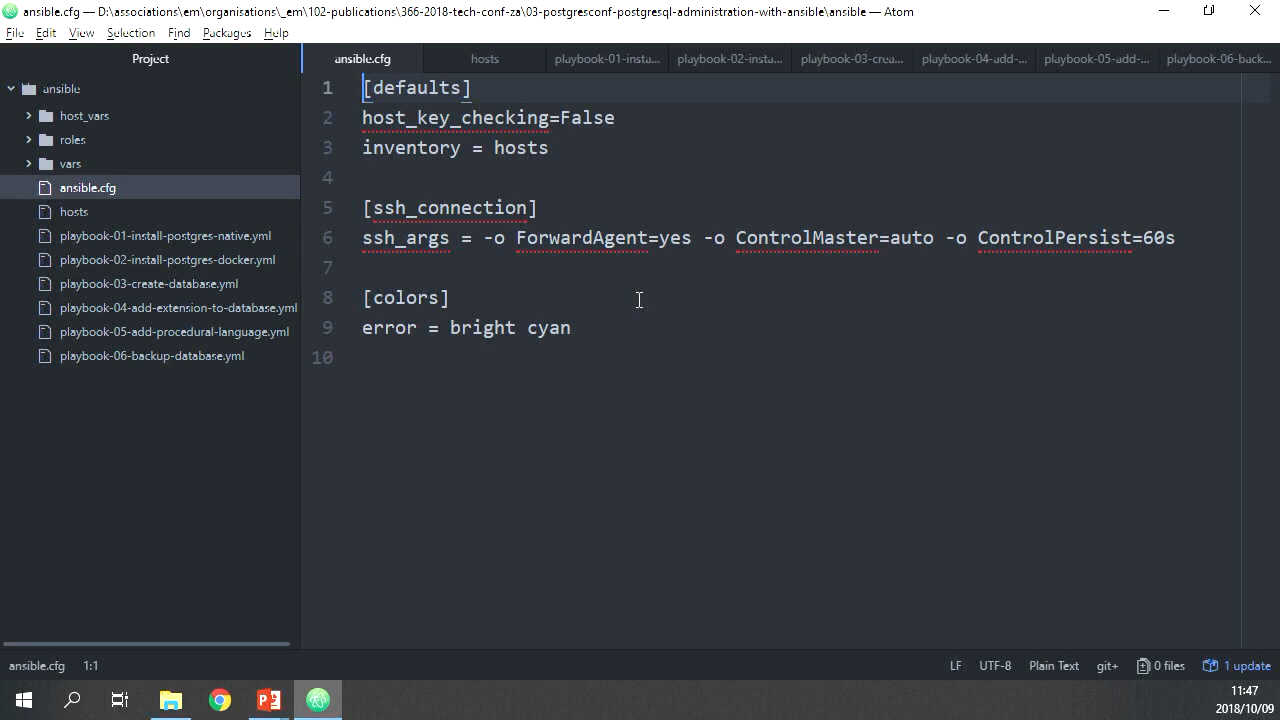 ansible.cfg — D:\associations\em\organisations\_em\102-publications\366-2018-tech-conf-za\03-postgresconf-postgresql-administration-with-ansible\ansible — Atom
File Edit View Selection Find Packages Help
Project
ansible.cfg hosts playbook-01-insta... playbook-02-insta... playbook-03-crea... playbook-04-add-... playbook-05-add-... playbook-06-back...
ansible
host_vars
roles
vars
ansible.cfg
hosts
playbook-01-install-postgres-native.yml
playbook-02-install-postgres-docker.yml
playbook-03-create-database.yml
playbook-04-add-extension-to-database.yml
playbook-05-add-procedural-language.yml
playbook-06-backup-database.yml
1 [defaults]
2 host_key_checking=False
3 inventory = hosts
4
5 [ssh_connection]
6 ssh_args = -o ForwardAgent=yes -o ControlMaster=auto -o ControlPersist=60s
7
8 [colors]
9 error = bright cyan
10
ansible.cfg 1:1 LF UTF-8 Plain Text git+ 0 files 1 update
11:47
2018/10/09